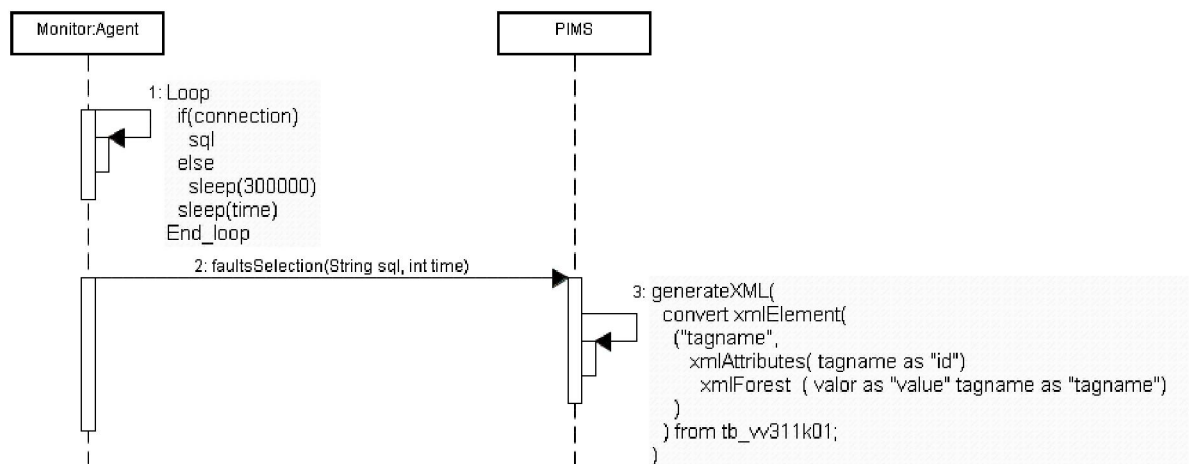 Monitor:Agent
PIMS
1: Loop
if(connection)
sql
else
sleep(300000)
sleep(time)
End_loop
2: faultsSelection(String sql, int time)
3: generateXML(
convert xmlElement(
("tagname",
xmlAttributes( tagname as "id")
xmlForest ( valor as "value" tagname as "tagname")
)
) from tb_vv311k01;
)